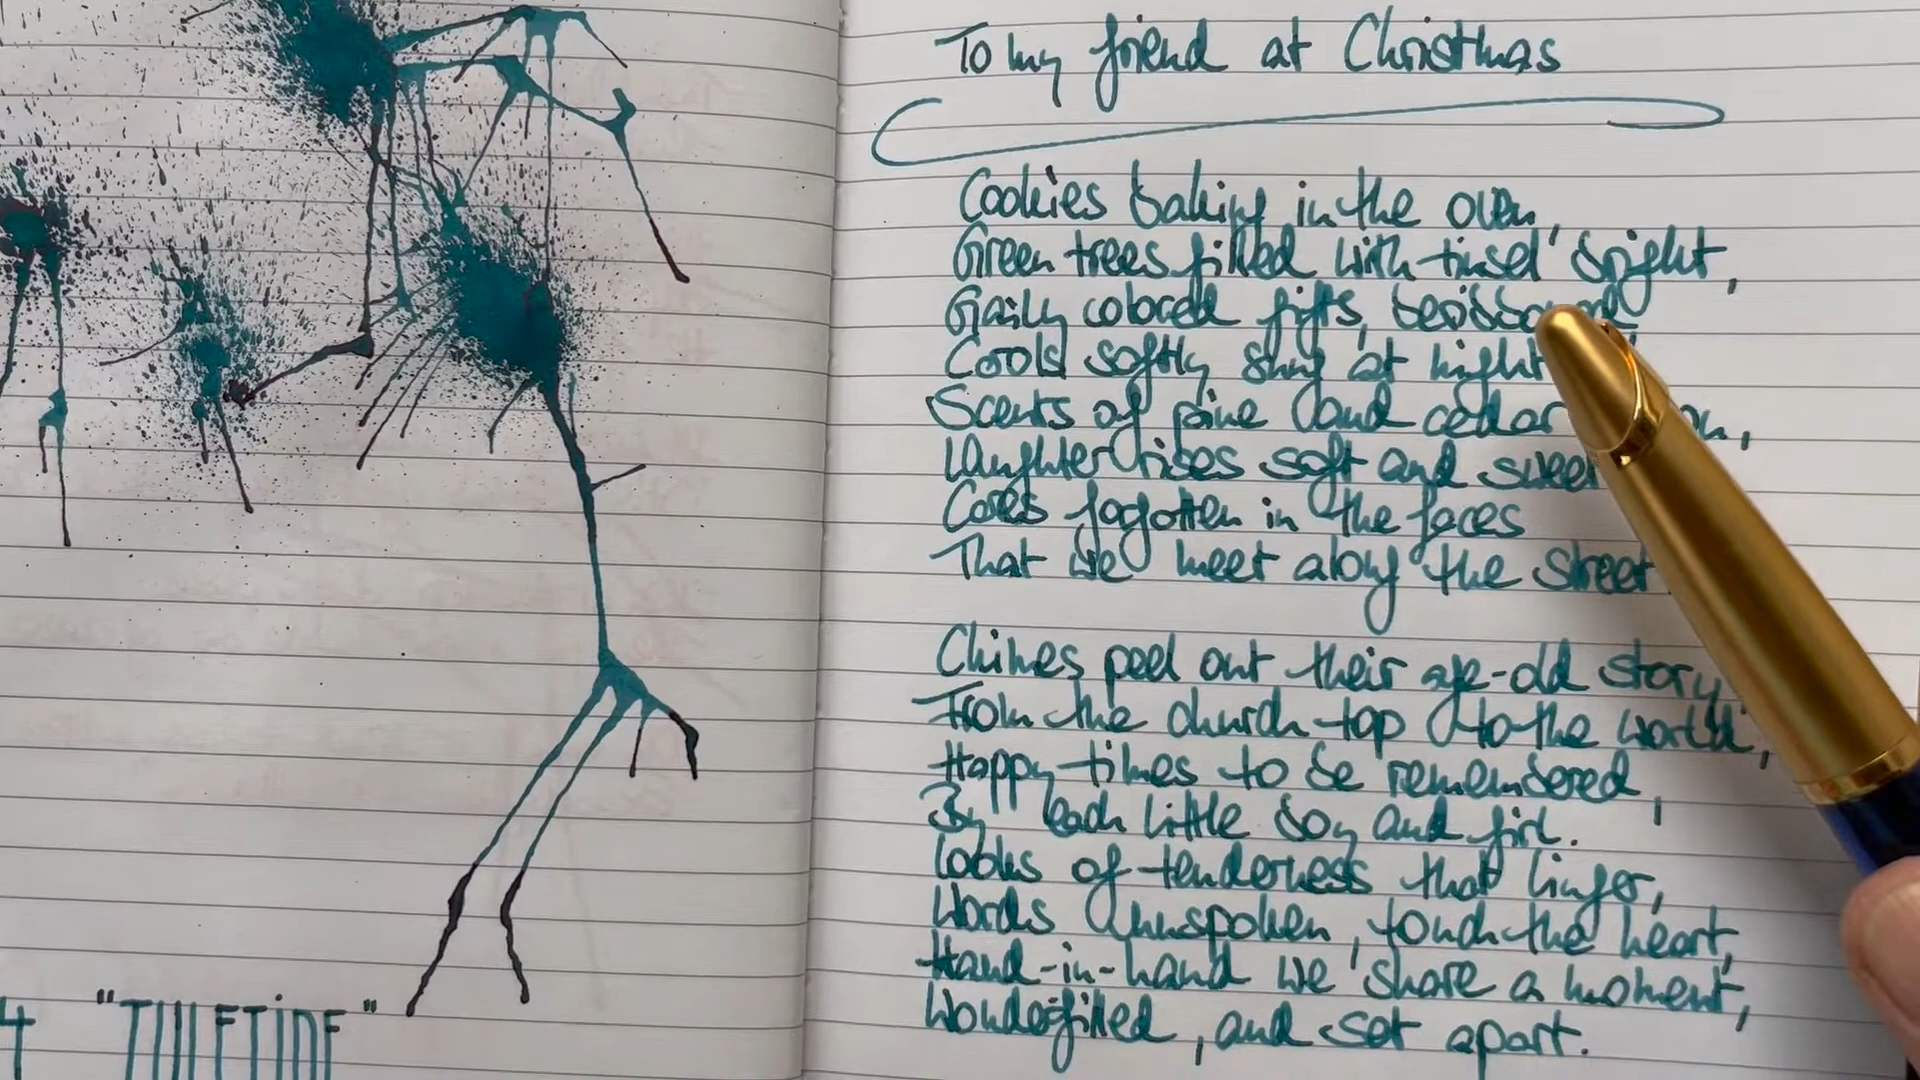 To my friend at Christmas
Cookies baking in the oven,
Green trees filled with tinsel bright,
Gaily colored gifts, beribboned
Carols softly sung at night
Scents of pine and cedar
Laughter rises soft and sweet
Cares forgotten in the faces
That we meet along the street
Chimes peel out their age-old story
From the church top to the world,
Happy times to be remembered,
By each little boy and girl.
Looks of tenderness that linger,
Words unspoken, touch the heart,
Hand-in-hand we share a moment,
Wonder-filled, and set apart.
4 "YULETIDE"